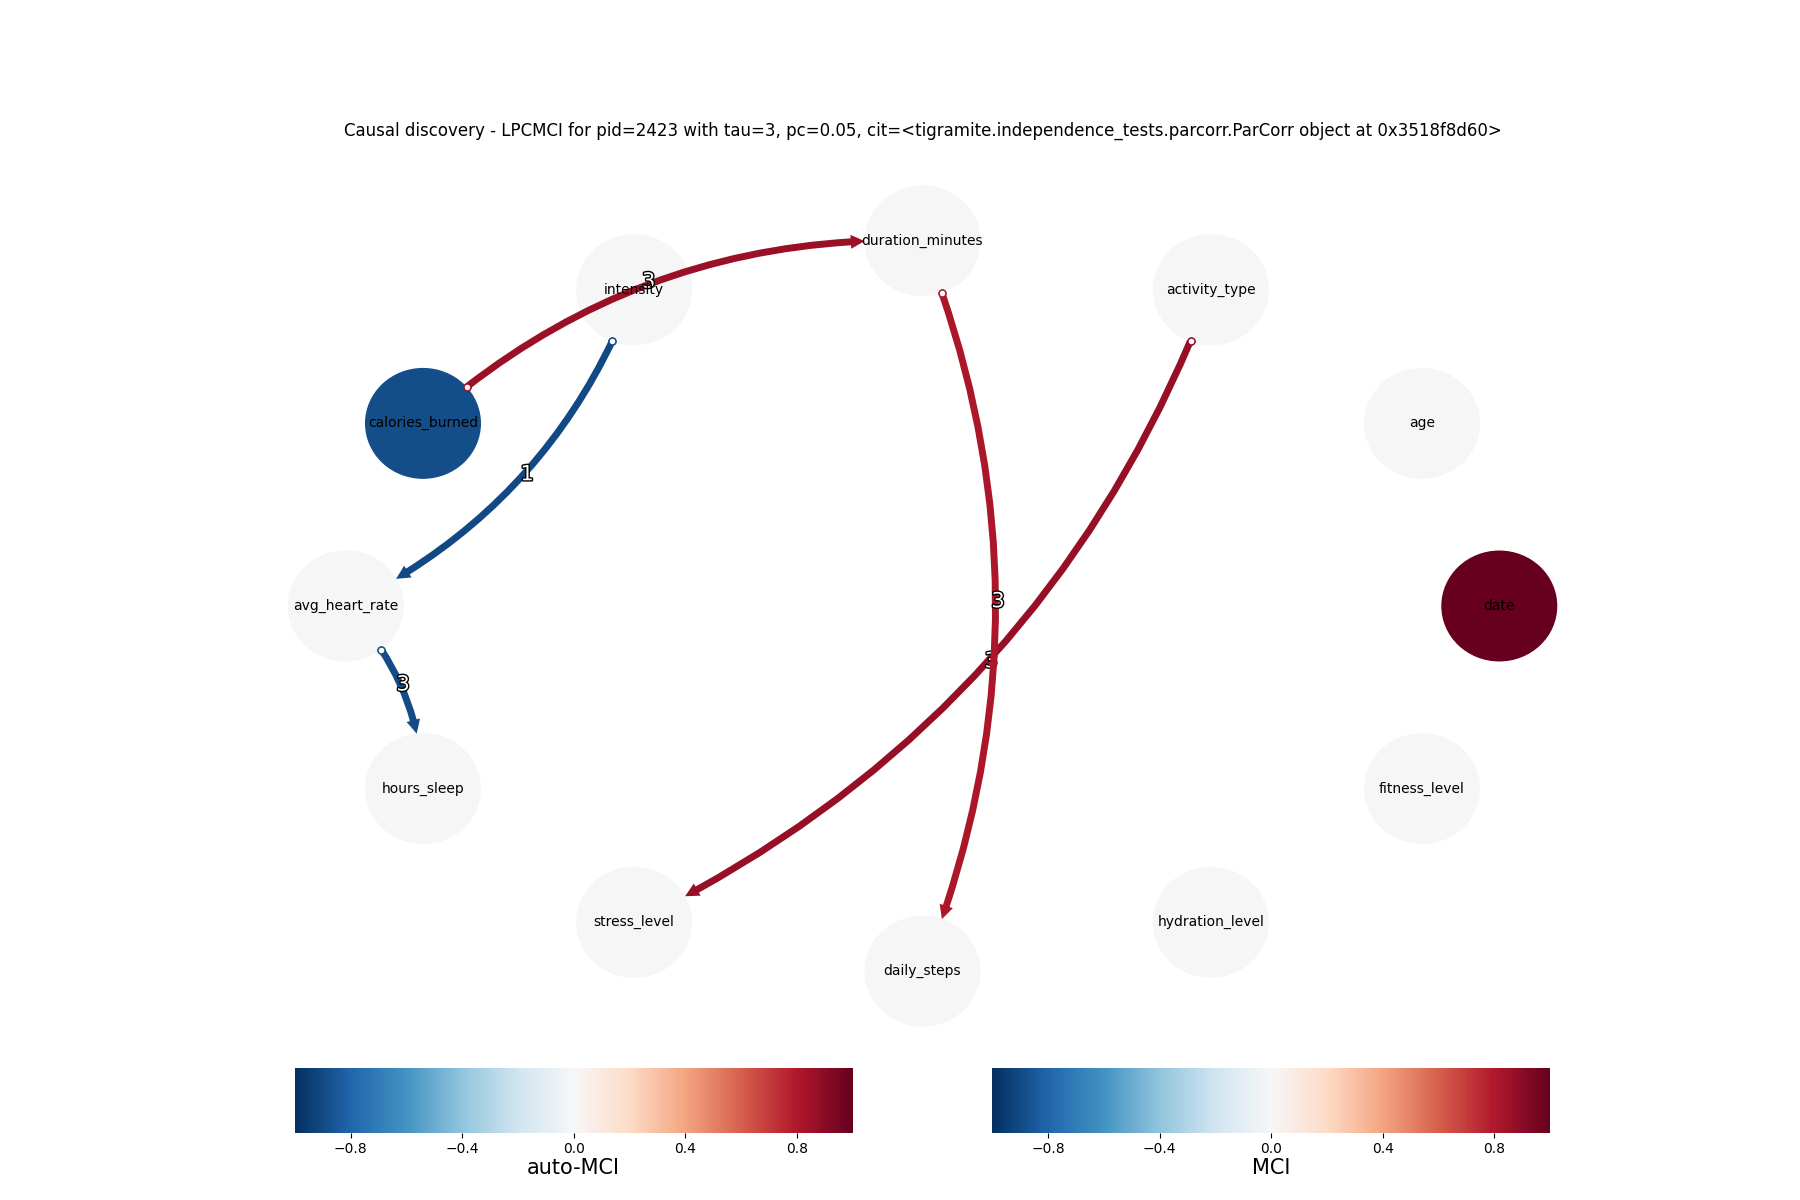 Causal discovery - LPCMCI for pid=2423 with tau=3, pc=0.05, cit=<tigramite.independence_tests.parcorr.ParCorr object at 0x3518f8d60>
duration_minutes
3
intensity
activity_type
calories_burned
age
1
3
avg_heart_rate
date
3
hours_sleep
fitness_level
stress_level
hydration_level
daily_steps
−0.8 −0.4 0.0 0.4 0.8
auto-MCI
−0.8 −0.4 0.0 0.4 0.8
MCI